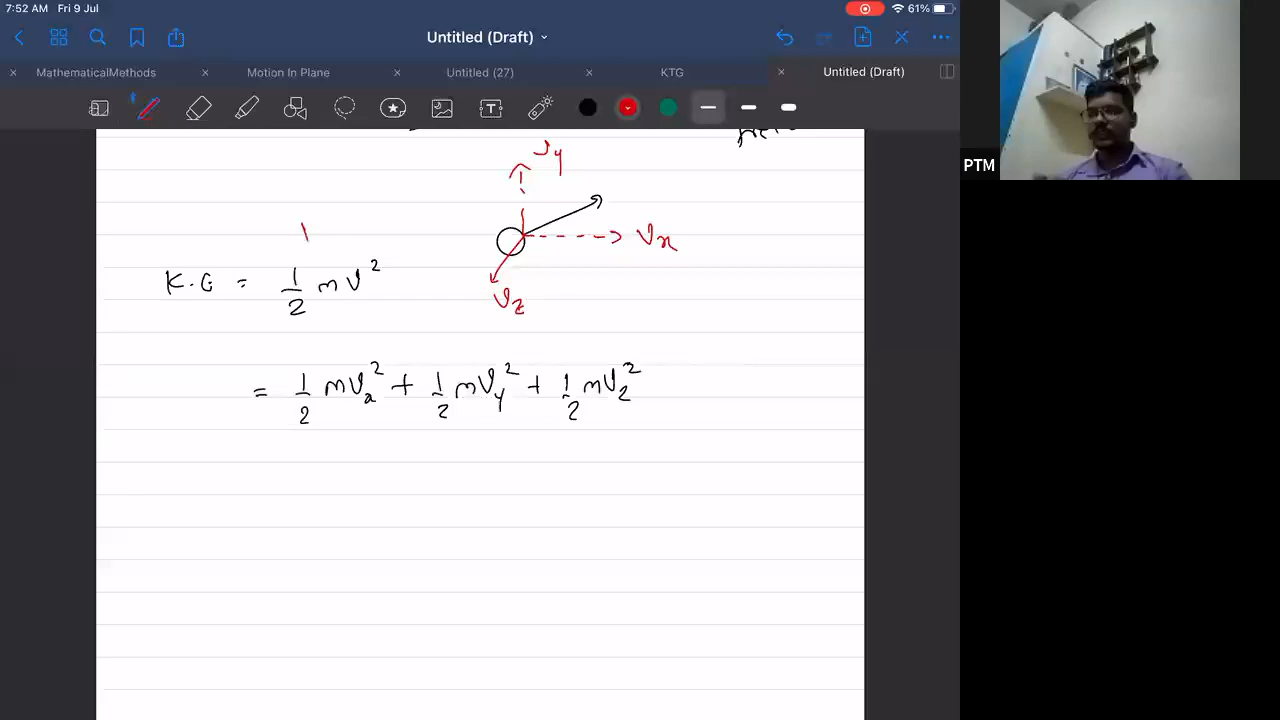 7:52 AM Fri 9 Jul 61%
Untitled (Draft)
MathematicalMethods Motion In Plane Untitled (27) KTG Untitled (Draft)
PTM
vy
vx
vz
K.E = 1/2 mv²
= 1/2 mvx² + 1/2 mvy² + 1/2 mvz²